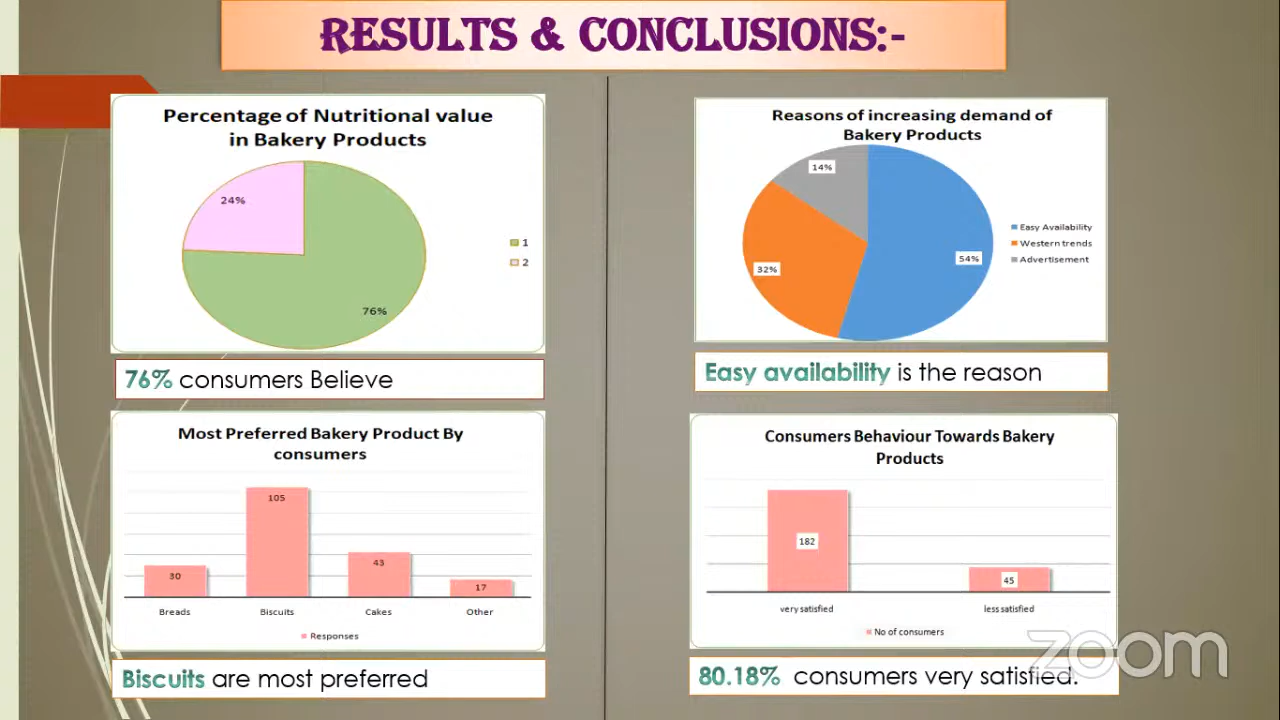 RESULTS & CONCLUSIONS:-
Percentage of Nutritional value
in Bakery Products
24%
76%
1
2
76% consumers Believe
Most Preferred Bakery Product By
consumers
30
105
43
17
Breads
Biscuits
Cakes
Other
Responses
Biscuits are most preferred
Reasons of increasing demand of
Bakery Products
14%
32%
54%
Easy Availability
Western trends
Advertisement
Easy availability is the reason
Consumers Behaviour Towards Bakery
Products
182
45
very satisfied
less satisfied
No of consumers
80.18% consumers very satisfied.
zoom